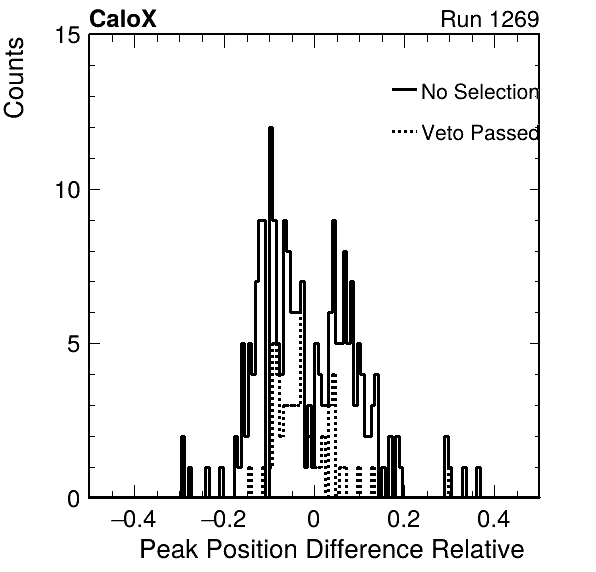 CaloX Run 1269
Counts
15
10
5
0
No Selection
Veto Passed
−0.4 −0.2 0 0.2 0.4
Peak Position Difference Relative